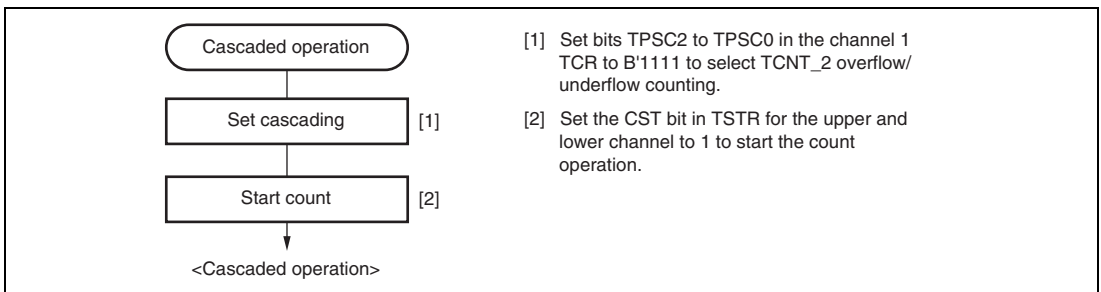 Cascaded operation
Set cascading
[1]
Start count
[2]
<Cascaded operation>
[1] Set bits TPSC2 to TPSC0 in the channel 1
TCR to B'1111 to select TCNT_2 overflow/
underflow counting.
[2] Set the CST bit in TSTR for the upper and
lower channel to 1 to start the count
operation.